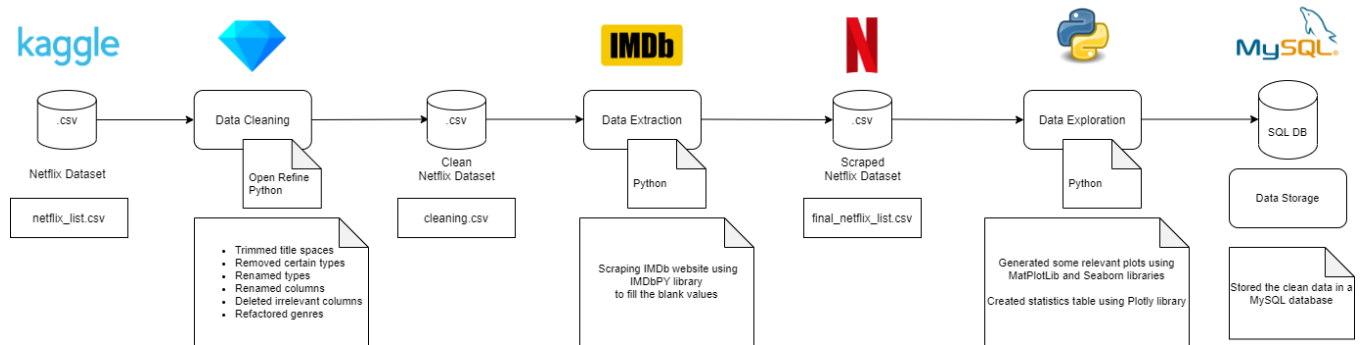 kaggle
IMDb
N
MySQL®
.csv
Data Cleaning
.csv
Data Extraction
.csv
Data Exploration
SQL DB
Netflix Dataset
Open Refine
Python
Clean
Netflix Dataset
Python
Scraped
Netflix Dataset
Python
Data Storage
netflix_list.csv
cleaning.csv
final_netflix_list.csv
Trimmed title spaces
Removed certain types
Renamed types
Renamed columns
Deleted irrelevant columns
Refactored genres
Scraping IMDb website using
IMDbPY library
to fill the blank values
Generated some relevant plots using
MatPlotLib and Seaborn libraries
Created statistics table using Plotly library
Stored the clean data in a
MySQL database